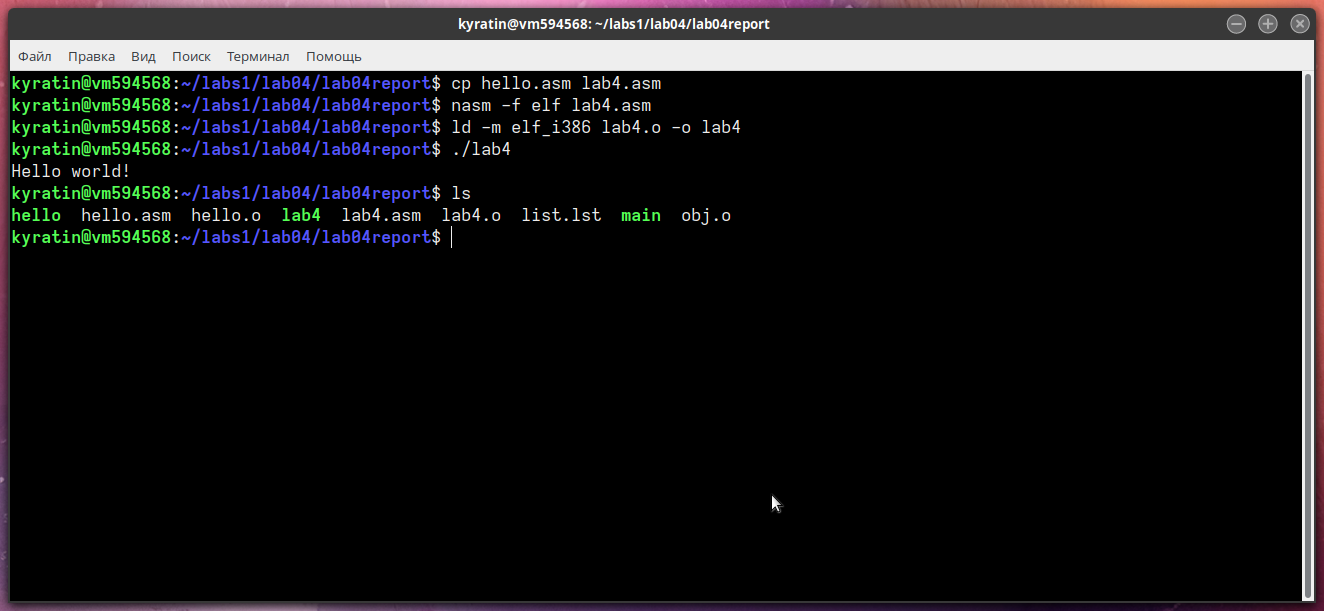 kyratin@vm594568: ~/labs1/lab04/lab04report
Файл Правка Вид Поиск Терминал Помощь
kyratin@vm594568:~/labs1/lab04/lab04report$ cp hello.asm lab4.asm
kyratin@vm594568:~/labs1/lab04/lab04report$ nasm -f elf lab4.asm
kyratin@vm594568:~/labs1/lab04/lab04report$ ld -m elf_i386 lab4.o -o lab4
kyratin@vm594568:~/labs1/lab04/lab04report$ ./lab4
Hello world!
kyratin@vm594568:~/labs1/lab04/lab04report$ ls
hello hello.asm hello.o lab4 lab4.asm lab4.o list.lst main obj.o
kyratin@vm594568:~/labs1/lab04/lab04report$